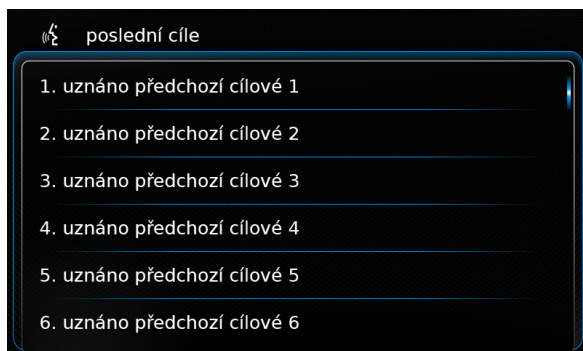 poslední cíle
1. uznáno předchozí cílové 1
2. uznáno předchozí cílové 2
3. uznáno předchozí cílové 3
4. uznáno předchozí cílové 4
5. uznáno předchozí cílové 5
6. uznáno předchozí cílové 6